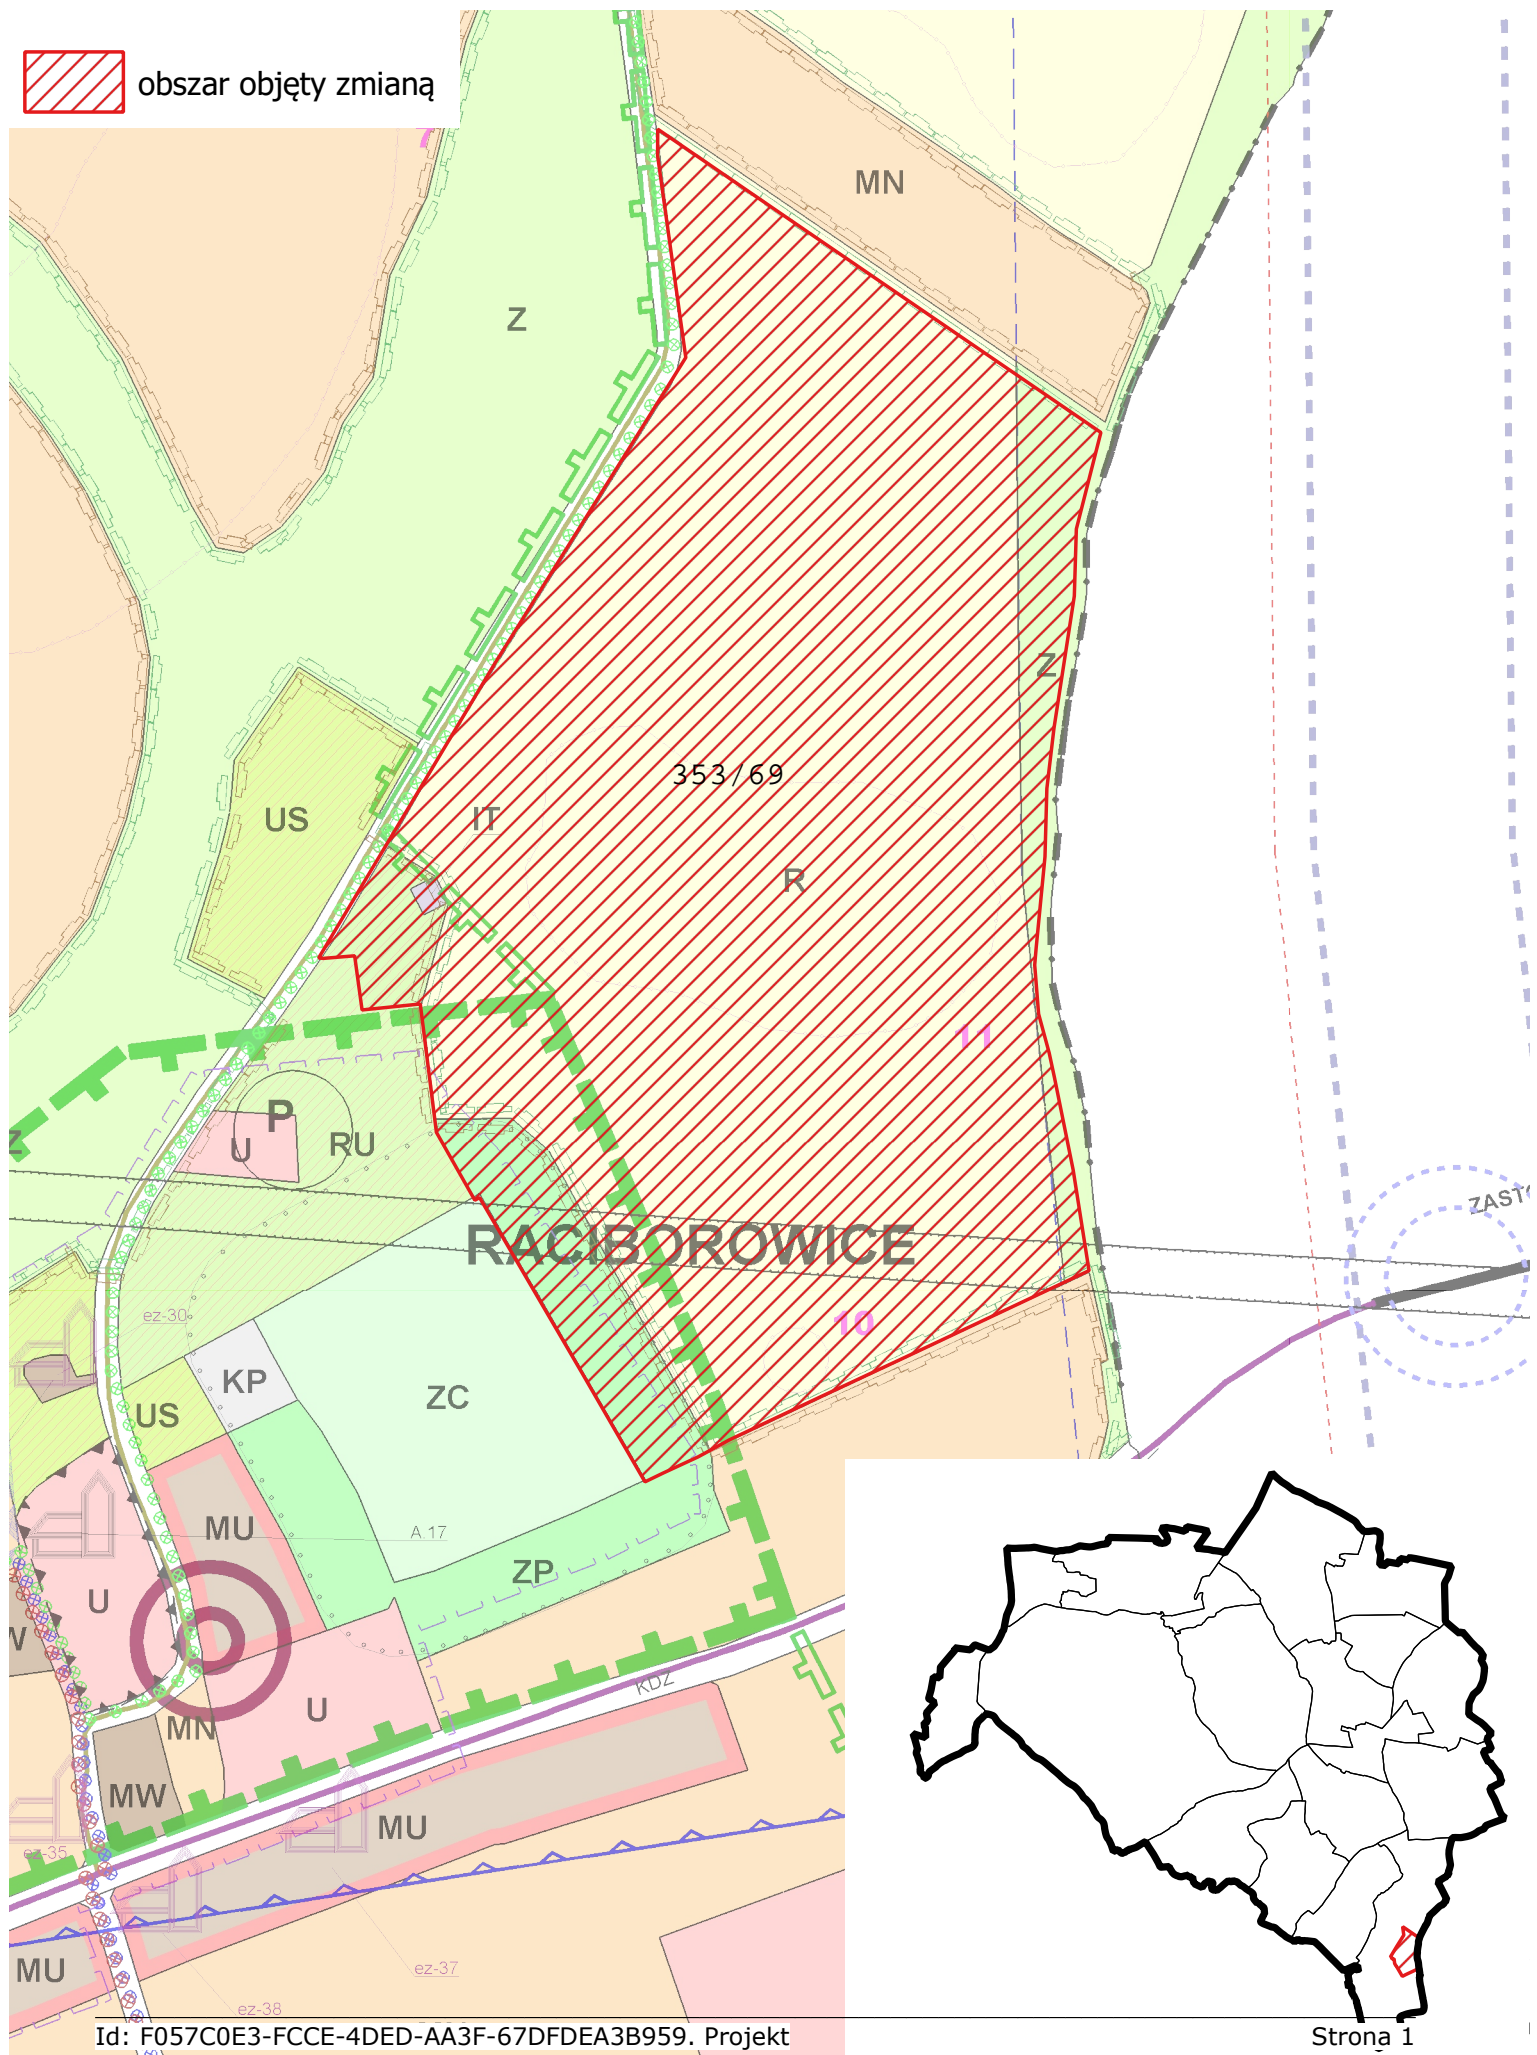 obszar objęty zmianą
MN
Z
Z
353/69
US
IT
R
11
P
U
RU
Z
ZASTO
RACIBOROWICE
ez-30
10
KP
ZC
US
MU
A 17
ZP
U
W
KDZ
U
MN
MW
MU
ez-35
ez-37
MU
ez-38
Id: F057C0E3-FCCE-4DED-AA3F-67DFDEA3B959. Projekt
Strona 1